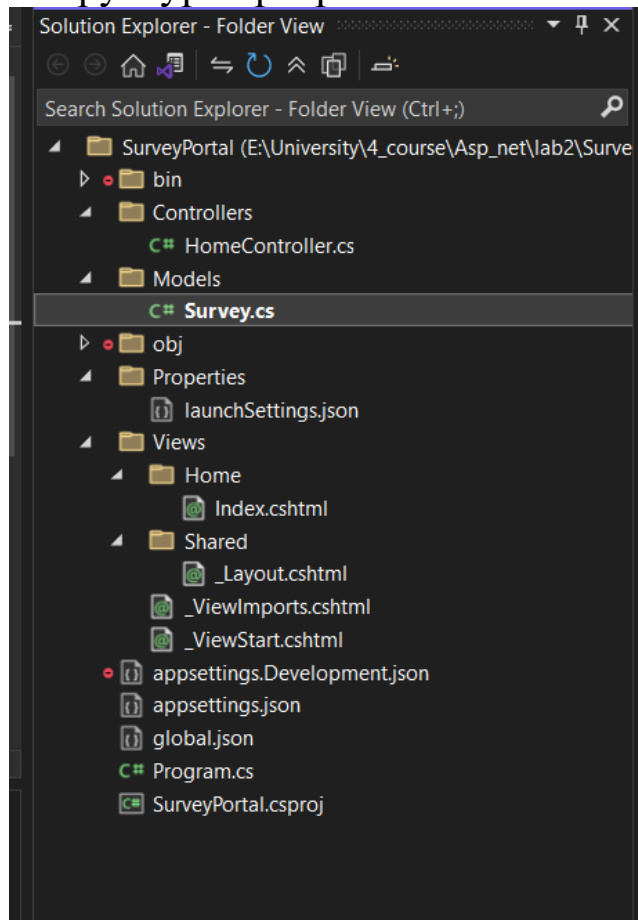 Solution Explorer - Folder View
Search Solution Explorer - Folder View (Ctrl+;)
SurveyPortal (E:\University\4_course\Asp_net\lab2\Surve
bin
Controllers
C# HomeController.cs
Models
C# Survey.cs
obj
Properties
launchSettings.json
Views
Home
Index.cshtml
Shared
_Layout.cshtml
_ViewImports.cshtml
_ViewStart.cshtml
appsettings.Development.json
appsettings.json
global.json
C# Program.cs
C# SurveyPortal.csproj